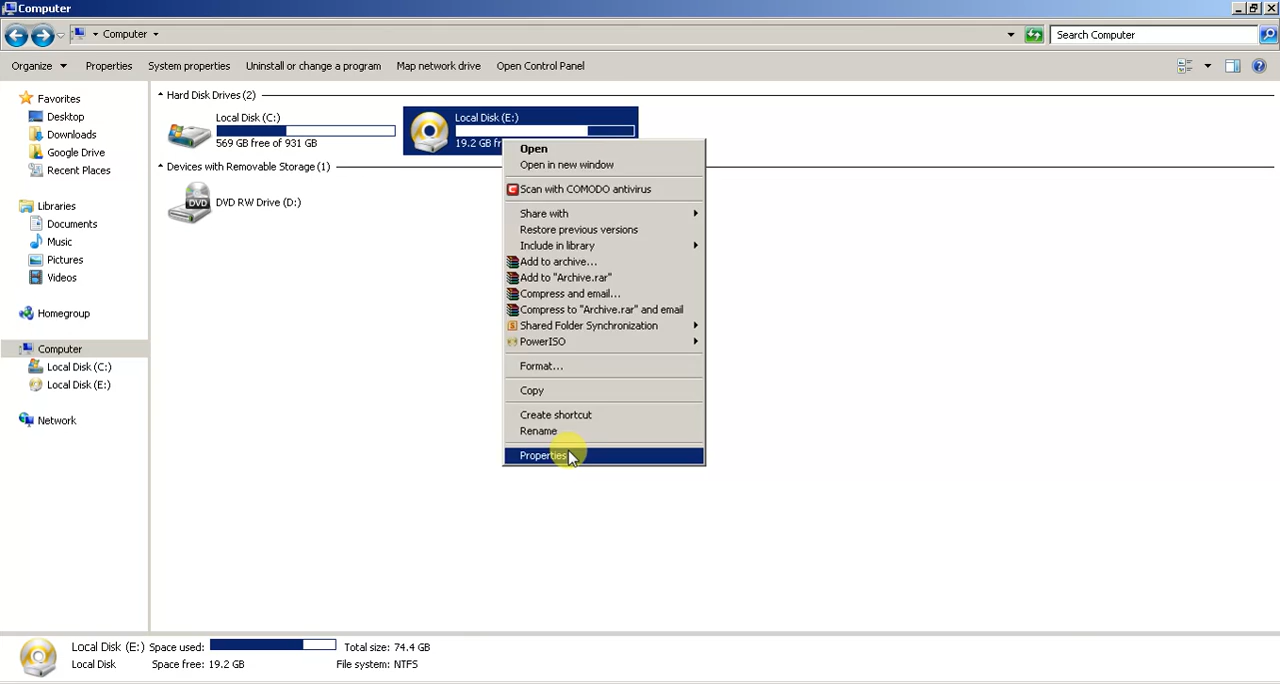 Computer
Computer
Search Computer
Organize Properties System properties Uninstall or change a program Map network drive Open Control Panel
Favorites
Desktop
Downloads
Google Drive
Recent Places
Libraries
Documents
Music
Pictures
Videos
Homegroup
Computer
Local Disk (C:)
Local Disk (E:)
Network
Hard Disk Drives (2)
Local Disk (C:)
569 GB free of 931 GB
Local Disk (E:)
19.2 GB fr
Devices with Removable Storage (1)
DVD
DVD RW Drive (D:)
Open
Open in new window
Scan with COMODO antivirus
Share with
Restore previous versions
Include in library
Add to archive...
Add to "Archive.rar"
Compress and email...
Compress to "Archive.rar" and email
Shared Folder Synchronization
PowerISO
Format...
Copy
Create shortcut
Rename
Properties
Local Disk (E:) Space used: Total size: 74.4 GB
Local Disk Space free: 19.2 GB File system: NTFS